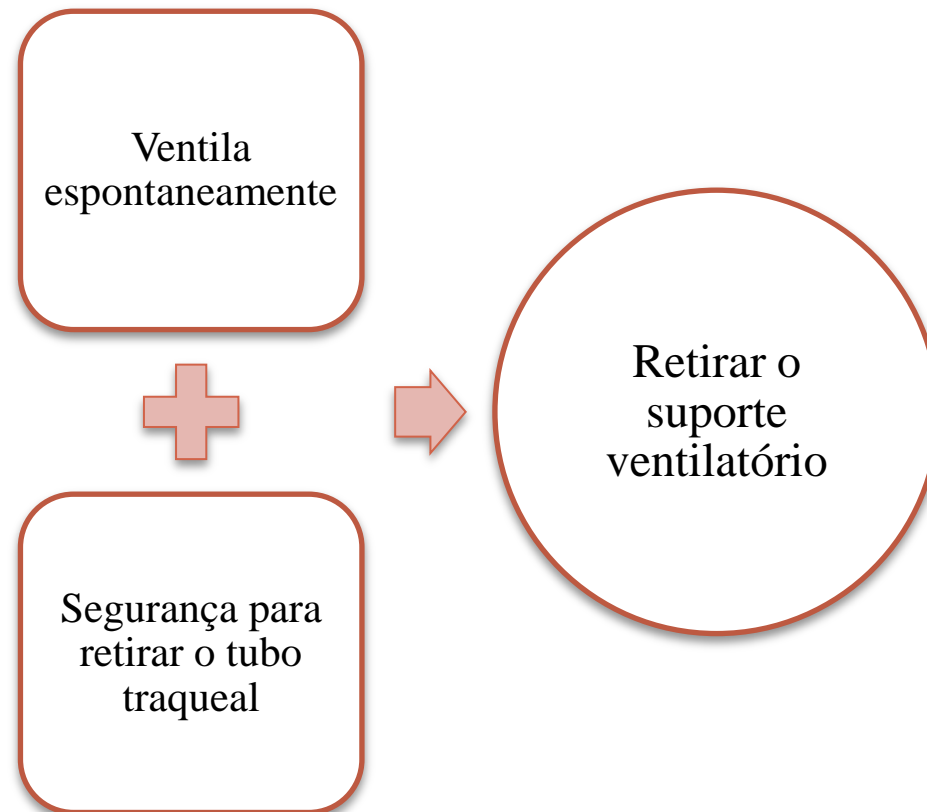 Ventila
espontaneamente
Segurança para
retirar o tubo
traqueal
Retirar o
suporte
ventilatório